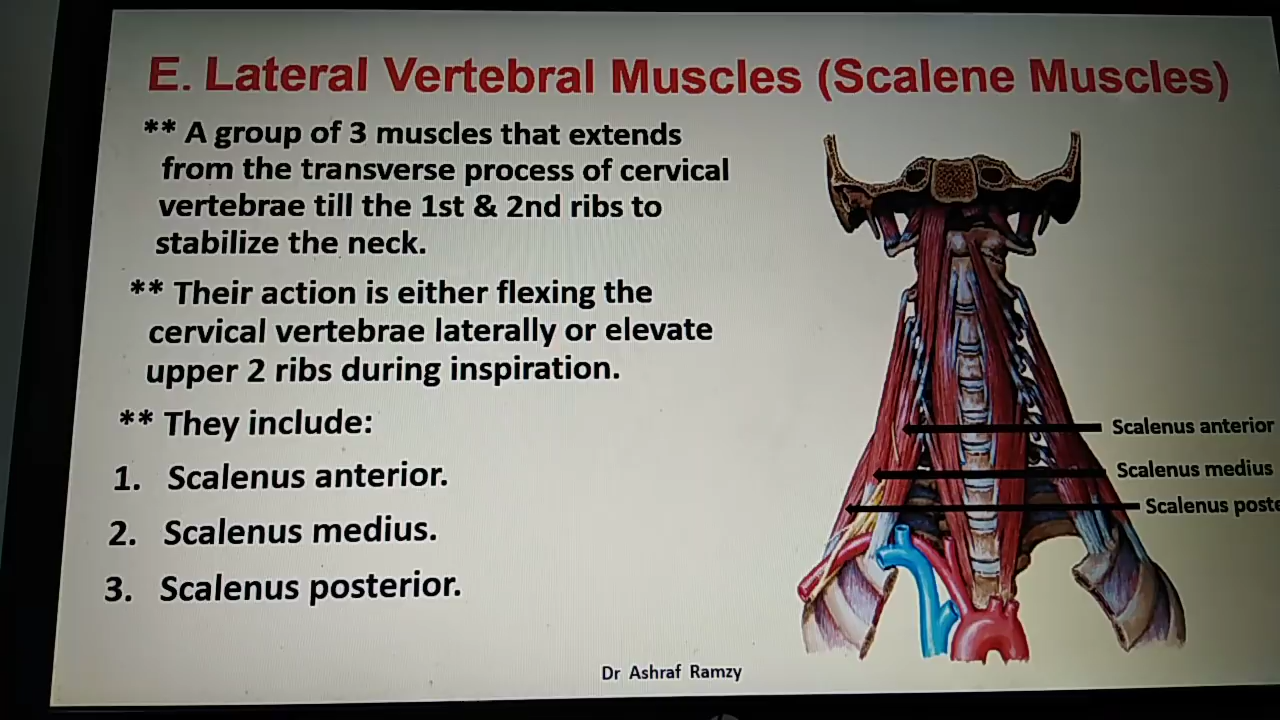 E. Lateral Vertebral Muscles (Scalene Muscles)
** A group of 3 muscles that extends
from the transverse process of cervical
vertebrae till the 1st & 2nd ribs to
stabilize the neck.
** Their action is either flexing the
cervical vertebrae laterally or elevate
upper 2 ribs during inspiration.
** They include:
1. Scalenus anterior.
2. Scalenus medius.
3. Scalenus posterior.
Scalenus anterior
Scalenus medius
Scalenus poste
Dr Ashraf Ramzy